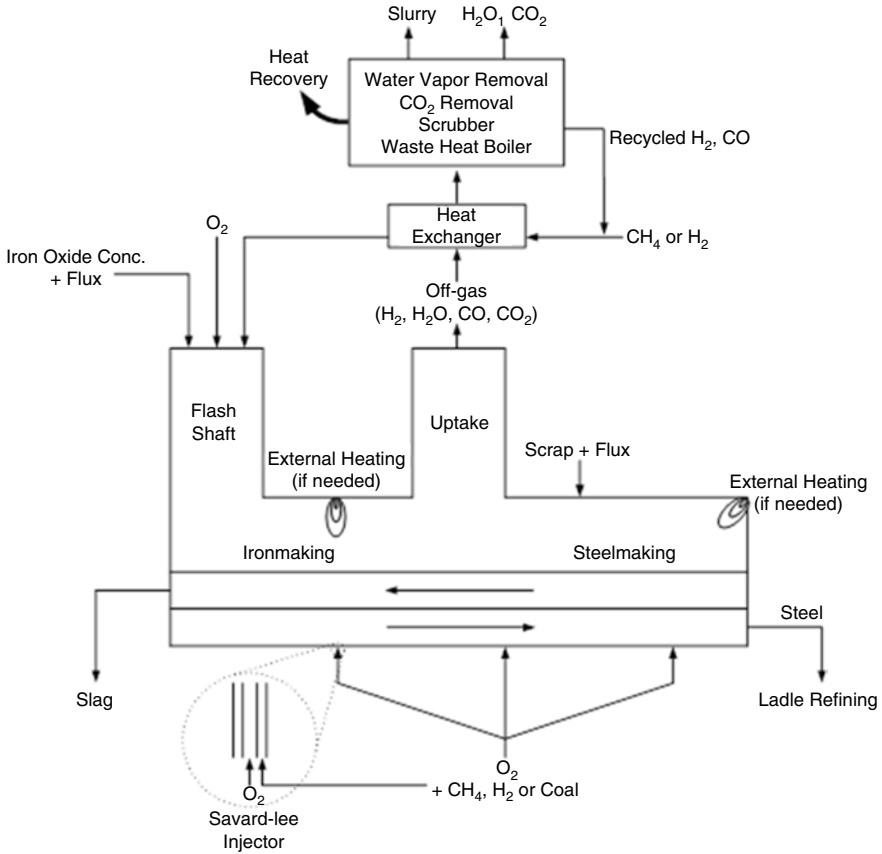 Slurry
H₂O₁ CO₂
Heat
Recovery
Water Vapor Removal
CO₂ Removal
Scrubber
Waste Heat Boiler
Recycled H₂, CO
Heat
Exchanger
CH₄ or H₂
O₂
Iron Oxide Conc.
+ Flux
Off-gas
(H₂, H₂O, CO, CO₂)
Flash
Shaft
Uptake
External Heating
(if needed)
Scrap + Flux
External Heating
(if needed)
Ironmaking
Steelmaking
Steel
Slag
Ladle Refining
O₂
+ CH₄, H₂ or Coal
O₂
Savard-lee
Injector